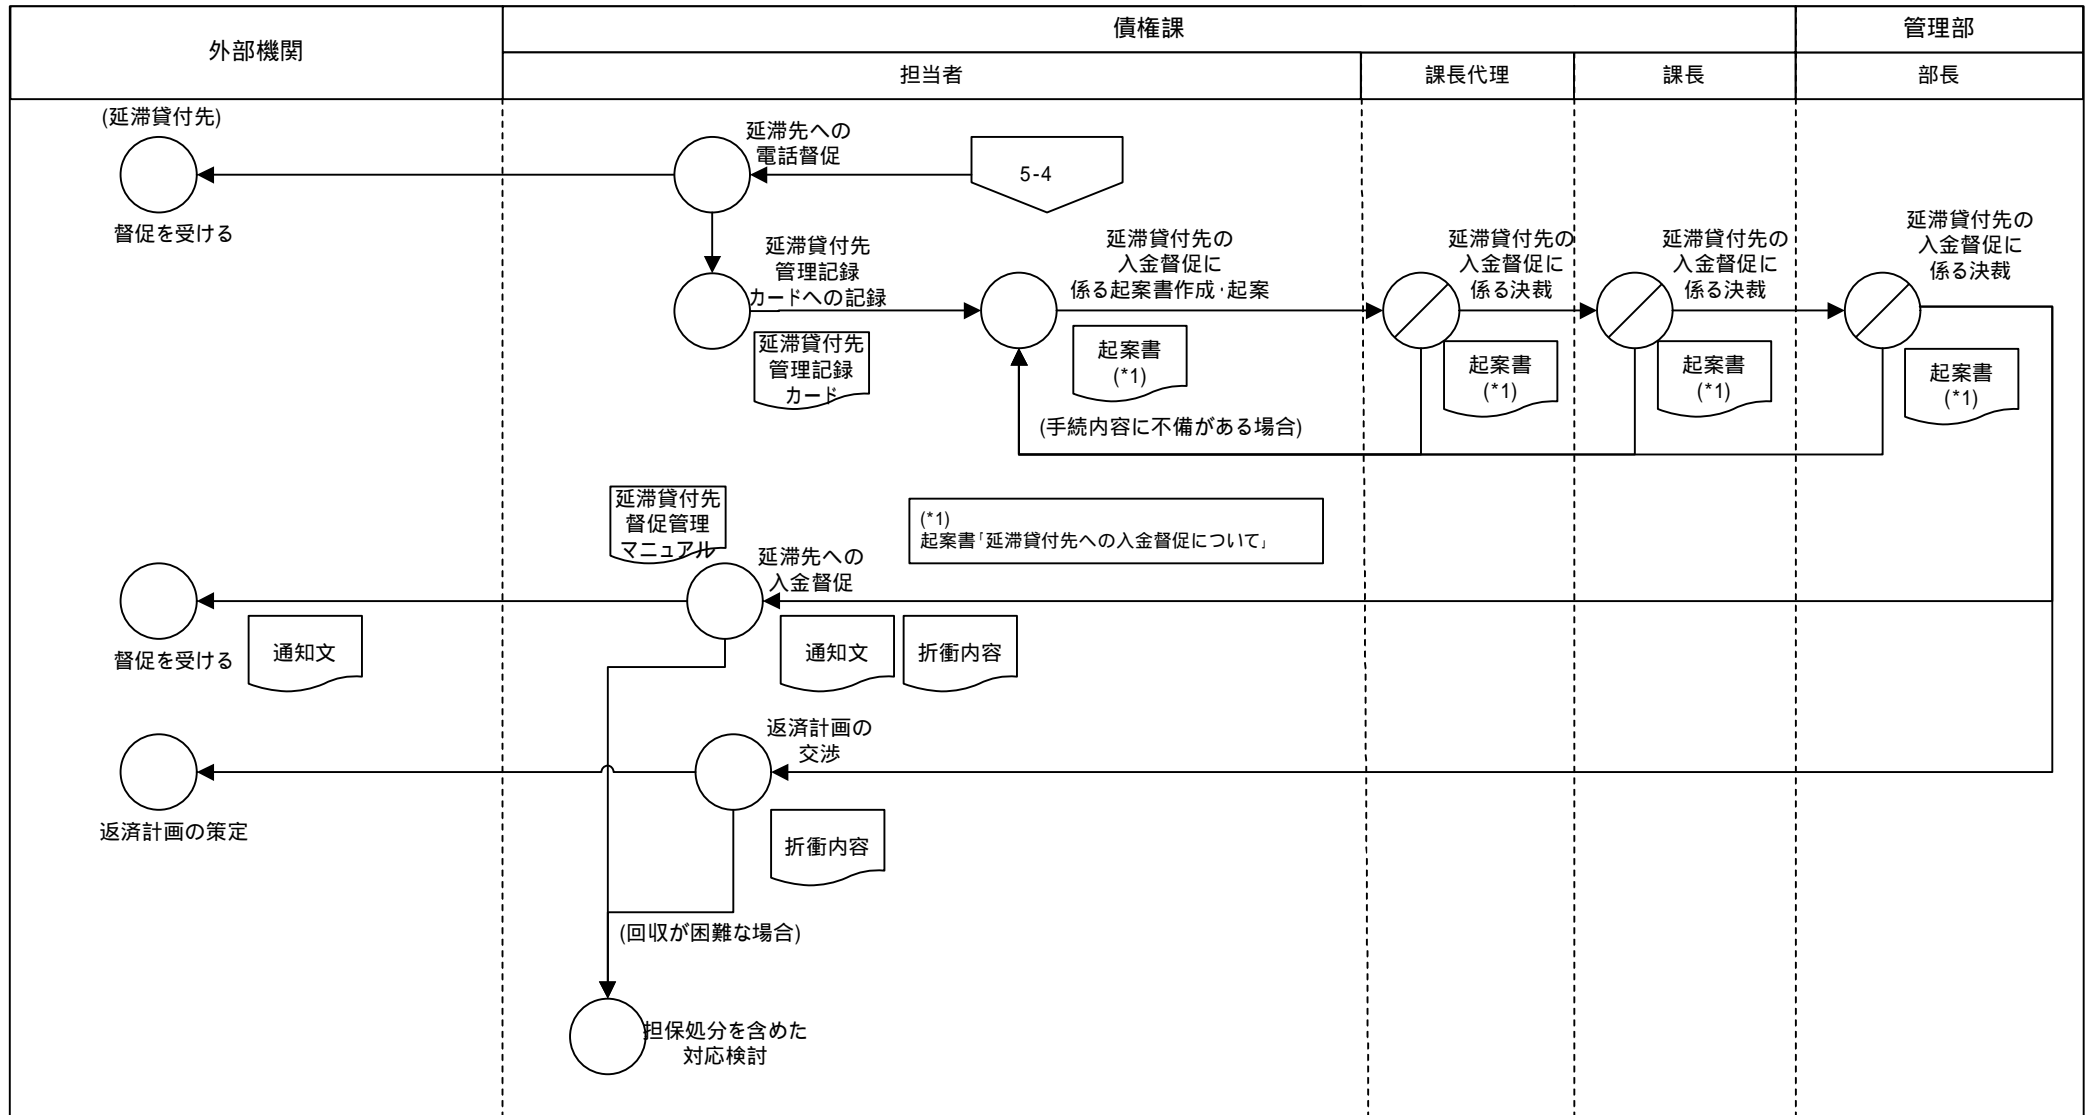 外部機関
債権課
管理部
担当者
課長代理
課長
部長
(延滞貸付先)
督促を受ける
延滞先への
電話督促
5-4
延滞貸付先
管理記録
カードへの記録
延滞貸付先
管理記録
カード
延滞貸付先の
入金督促に
係る起案書作成・起案
起案書
(*1)
延滞貸付先の
入金督促に
係る決裁
起案書
(*1)
延滞貸付先の
入金督促に
係る決裁
起案書
(*1)
延滞貸付先の
入金督促に
係る決裁
起案書
(*1)
(手続内容に不備がある場合)
延滞貸付先
督促管理
マニュアル
(*1)
起案書「延滞貸付先への入金督促について」
延滞先への
入金督促
督促を受ける
通知文
通知文
折衝内容
返済計画の
交渉
返済計画の策定
折衝内容
(回収が困難な場合)
担保処分を含めた
対応検討